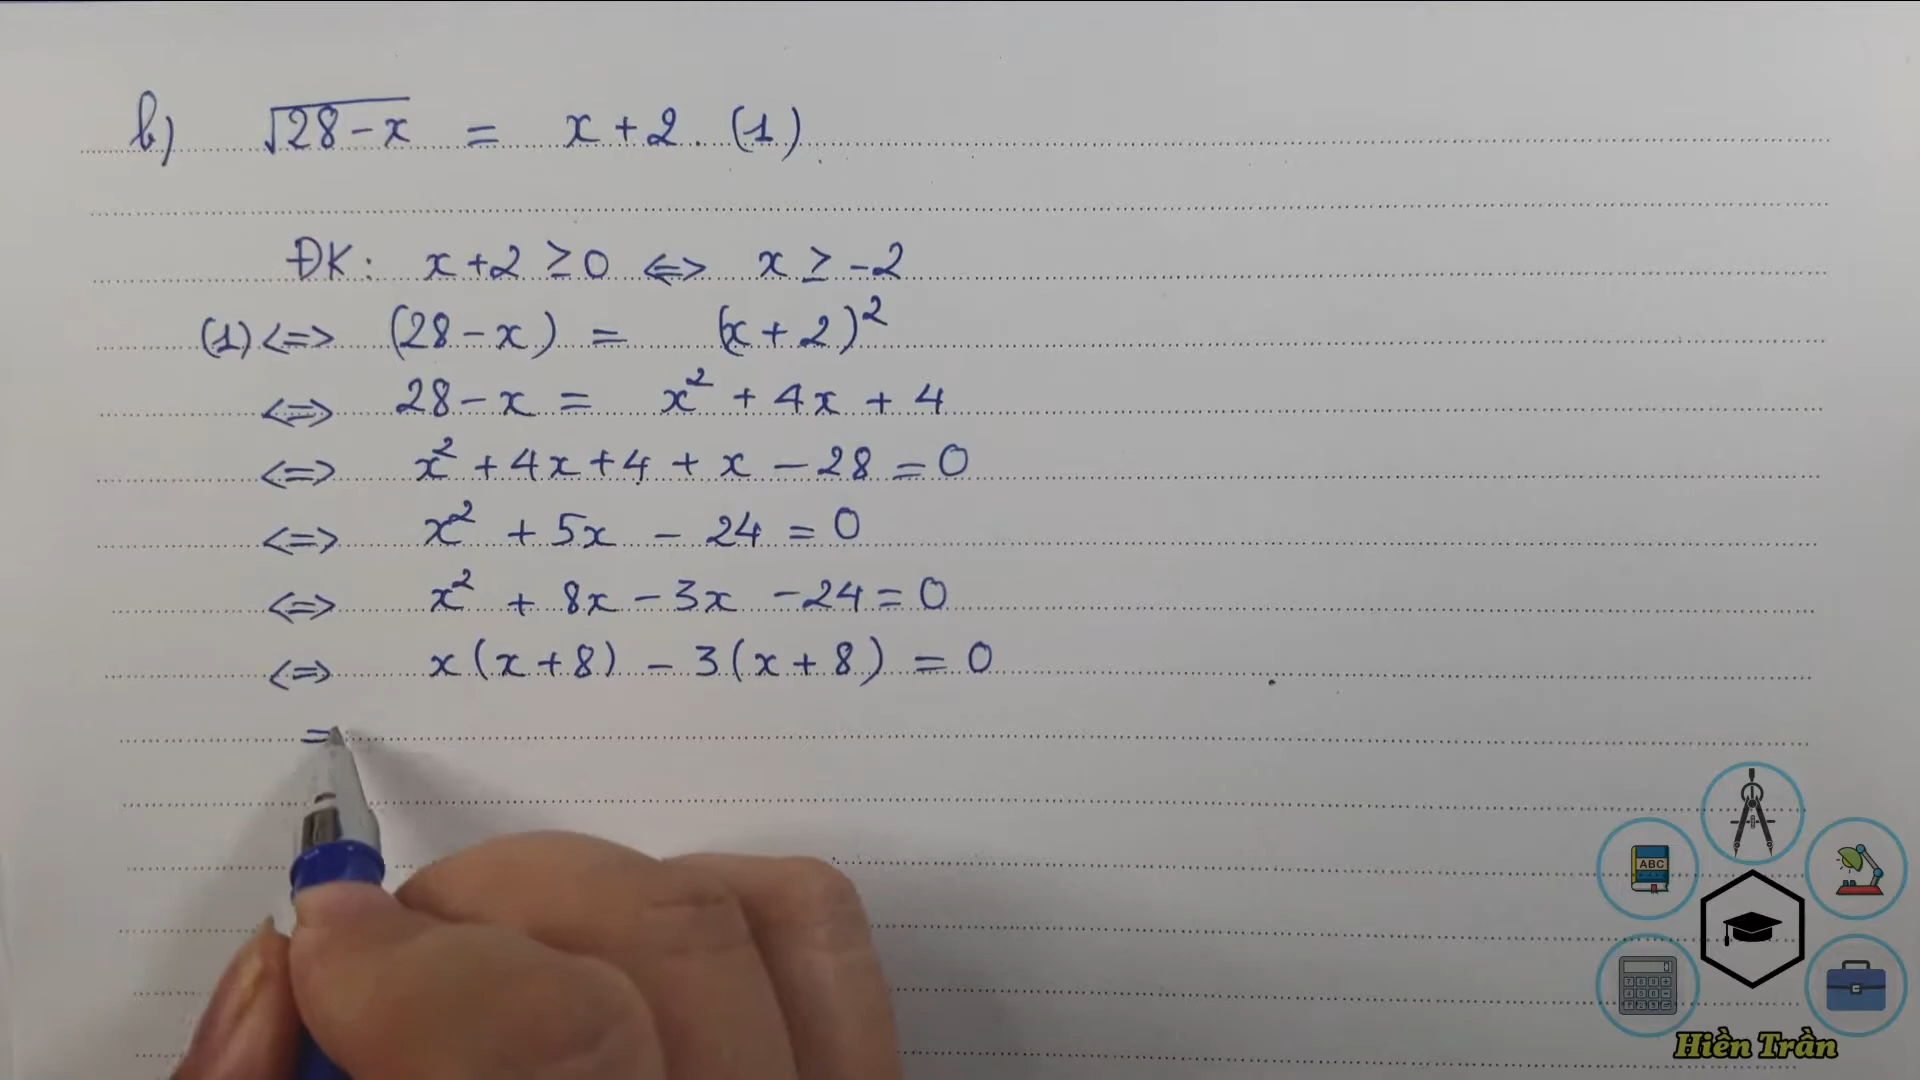 b) √28-x = x+2 (1)
ĐK: x+2 ≥ 0 <=> x ≥ -2
(1) <=> (28-x) = (x+2)²
<=> 28-x = x² + 4x + 4
<=> x² + 4x + 4 + x - 28 = 0
<=> x² + 5x - 24 = 0
<=> x² + 8x - 3x - 24 = 0
<=> x(x+8) - 3(x+8) = 0
=
ABC
Hiền Trần